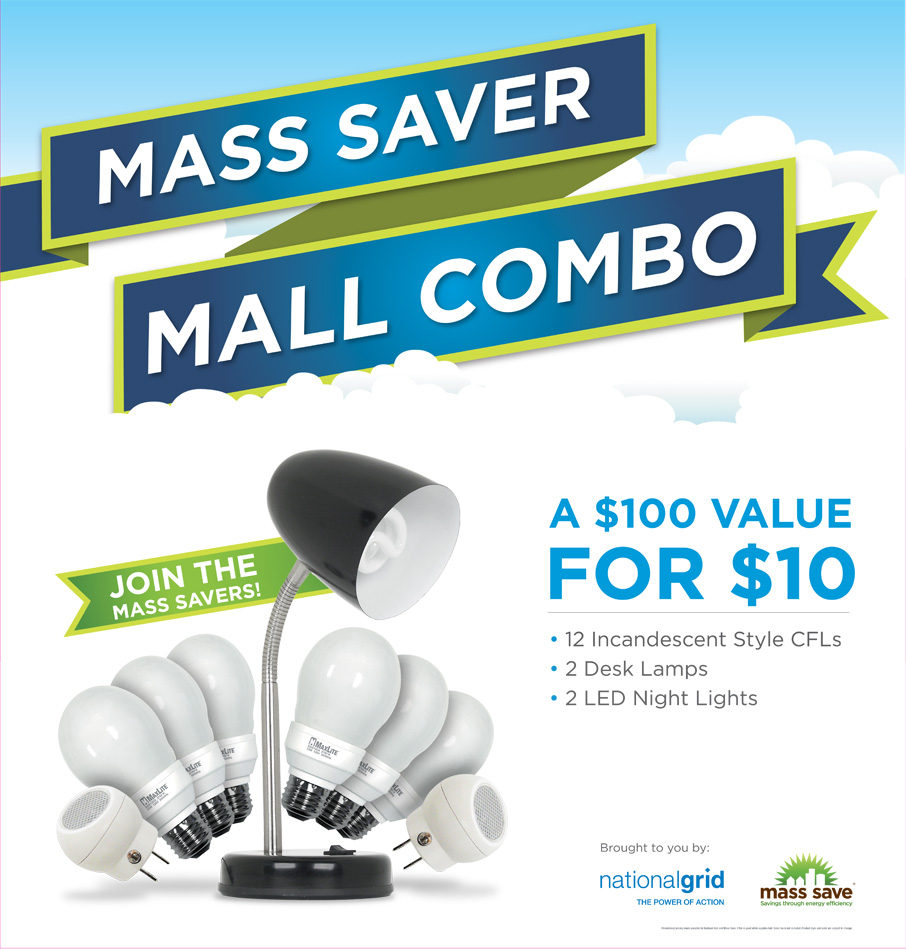 MASS SAVER
MALL COMBO
JOIN THE
MASS SAVERS!
A $100 VALUE
FOR $10
• 12 Incandescent Style CFLs
• 2 Desk Lamps
• 2 LED Night Lights
MAXLITE
MAXLITE
Brought to you by:
nationalgrid
THE POWER OF ACTION
mass save
Savings through energy efficiency